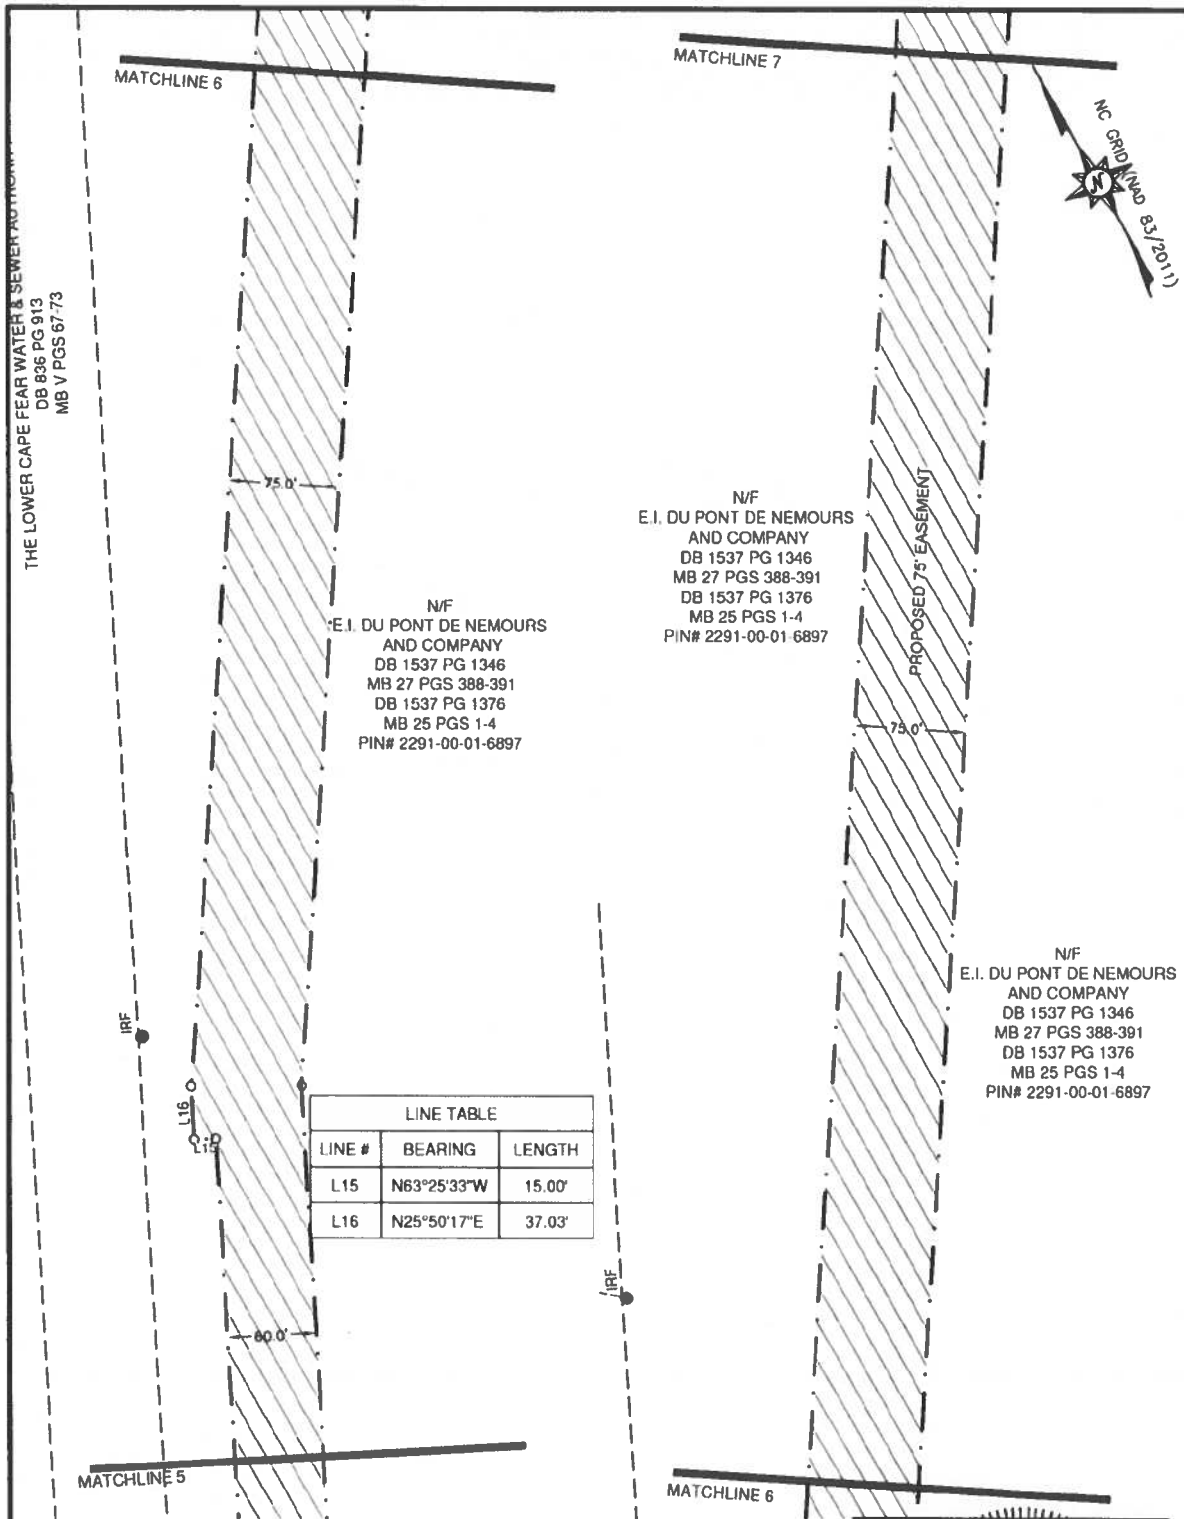 MATCHLINE 6
THE LOWER CAPE FEAR WATER & SEWER
DB 836 PG 913
MB V PGS 67-73
75.0'
N/F
E.I. DU PONT DE NEMOURS
AND COMPANY
DB 1537 PG 1346
MB 27 PGS 388-391
DB 1537 PG 1376
MB 25 PGS 1-4
PIN# 2291-00-01-6897
IRF
L16
L15
LINE TABLE
LINE # BEARING LENGTH
L15 N63°25'33"W 15.00'
L16 N25°50'17"E 37.03'
60.0'
MATCHLINE 5
MATCHLINE 7
NC GRID (NAD 83/2011)
N
N/F
E.I. DU PONT DE NEMOURS
AND COMPANY
DB 1537 PG 1346
MB 27 PGS 388-391
DB 1537 PG 1376
MB 25 PGS 1-4
PIN# 2291-00-01-6897
PROPOSED 75' EASEMENT
75.0'
N/F
E.I. DU PONT DE NEMOURS
AND COMPANY
DB 1537 PG 1346
MB 27 PGS 388-391
DB 1537 PG 1376
MB 25 PGS 1-4
PIN# 2291-00-01-6897
IRF
MATCHLINE 6